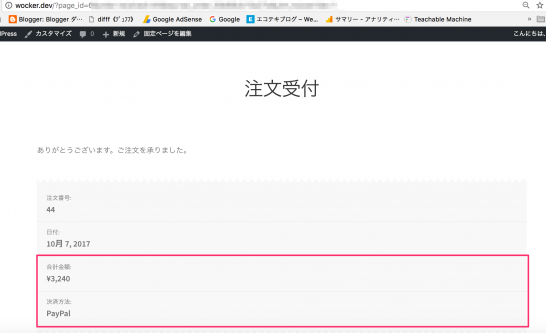 wocker.dev/?page_id=
Blogger: Blogger ダ… difff《ﾃﾞｭﾌﾌ》 Google AdSense Google エコテキブログ – We… サマリー - アナリティ… Teachable Machine
Press カスタマイズ 0 新規 固定ページを編集 こんにちは、
注文受付
ありがとうございます。ご注文を承りました。
注文番号:
44
日付:
10月 7, 2017
合計金額:
¥3,240
決済方法:
PayPal